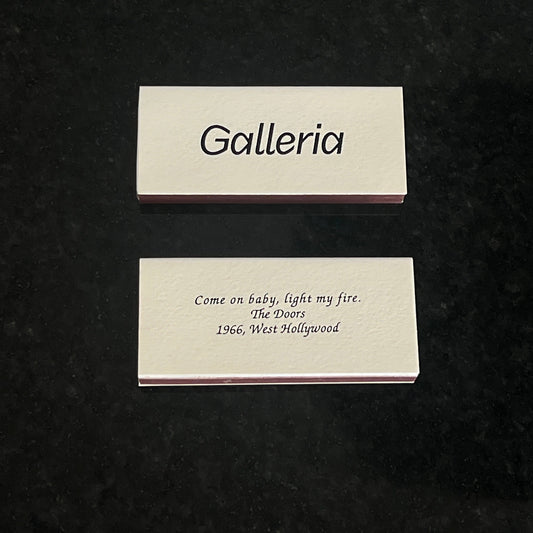 Galleria
Come on baby, light my fire.
The Doors
1966, West Hollywood